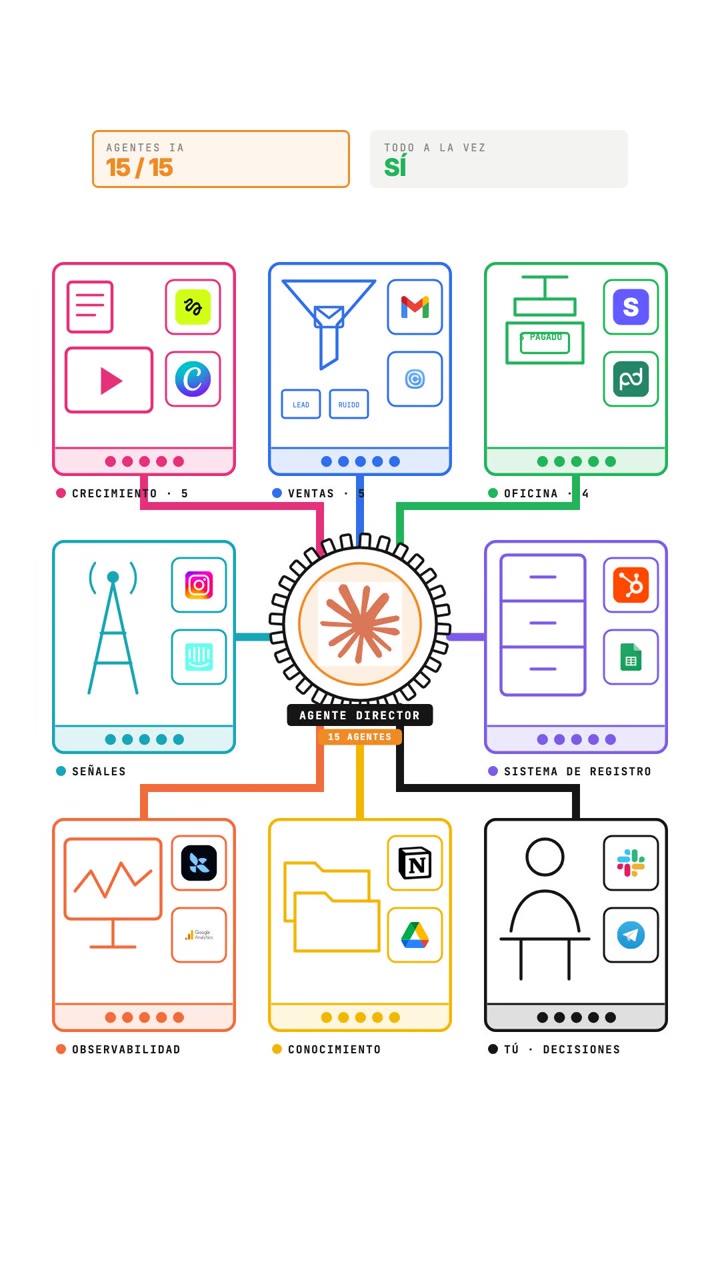 AGENTES IA
15/15
TODO A LA VEZ
SÍ
LEAD
RUIDO
PAGADO
CRECIMIENTO · 5
VENTAS · 5
OFICINA · 4
AGENTE DIRECTOR
15 AGENTES
SEÑALES
SISTEMA DE REGISTRO
Google
Analytics
OBSERVABILIDAD
CONOCIMIENTO
TÚ · DECISIONES